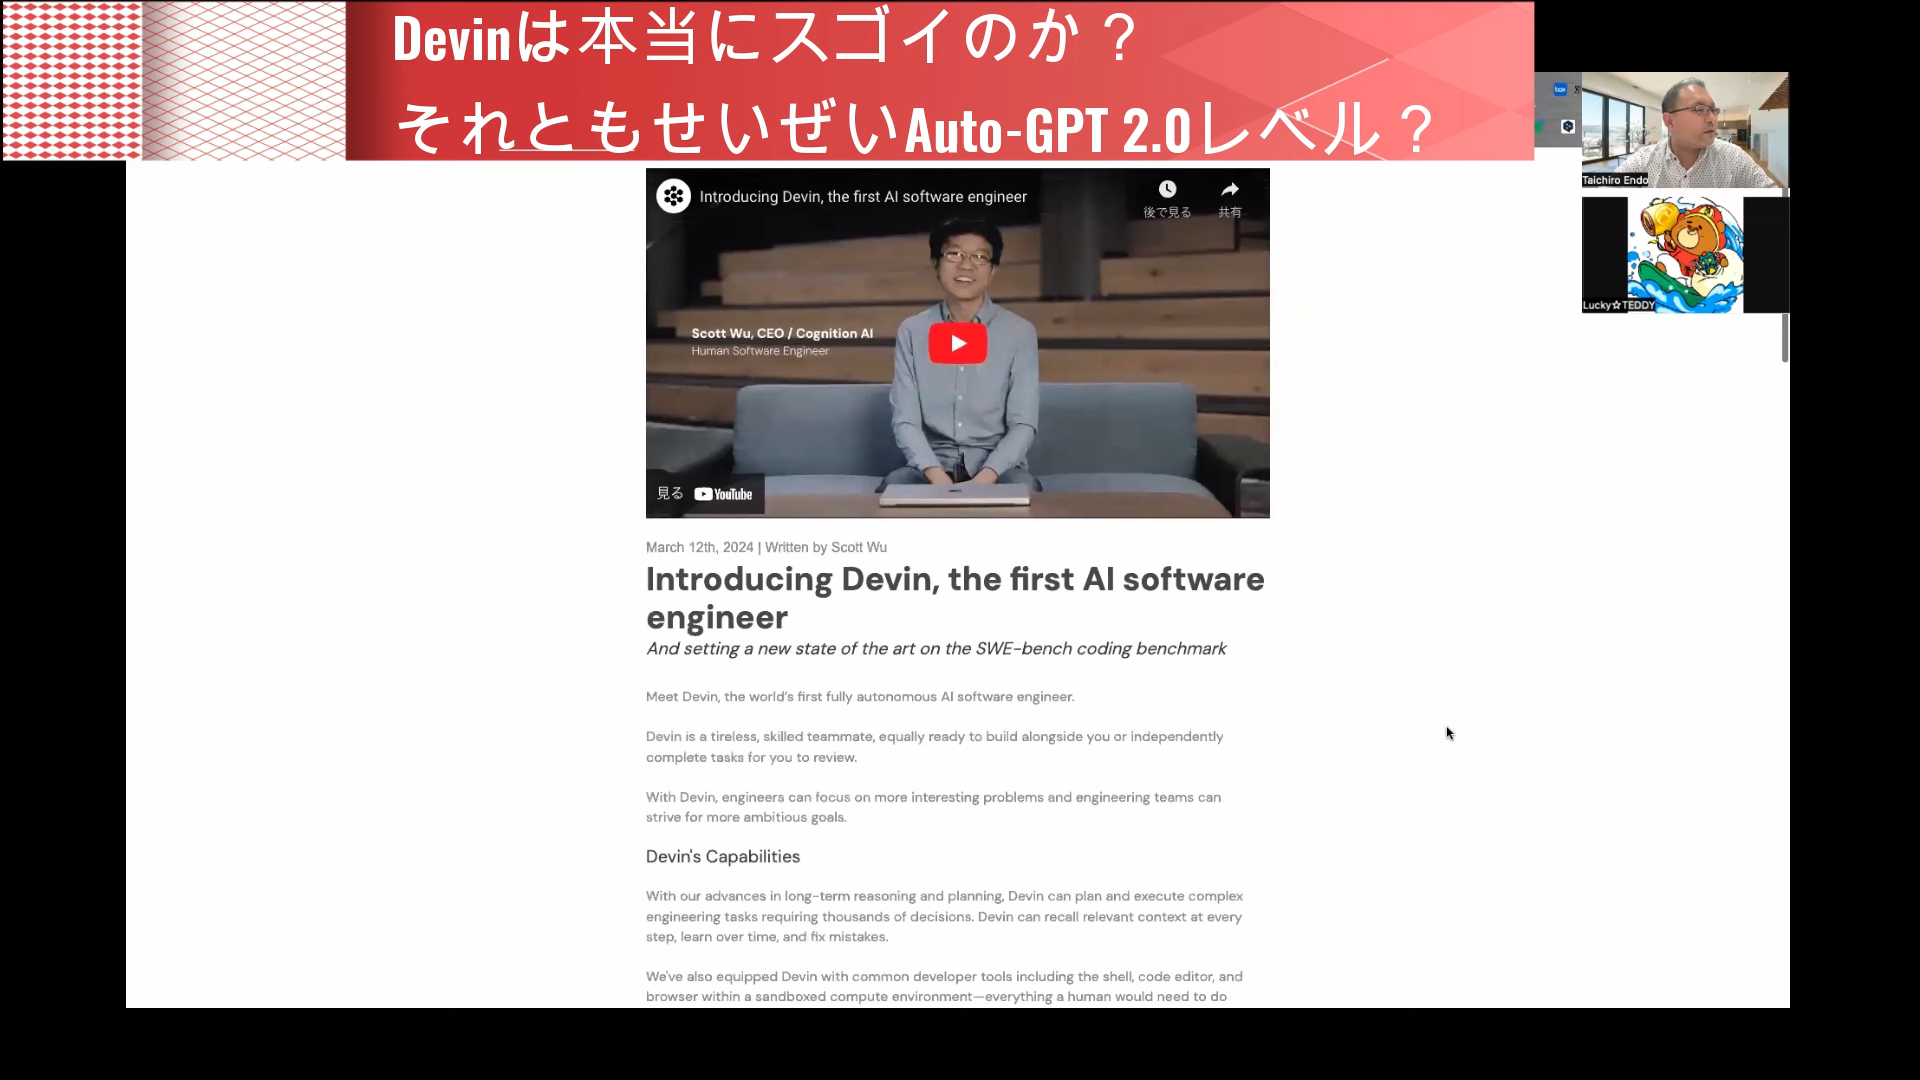 Devinは本当にスゴイのか？
それともせいぜいAuto-GPT 2.0レベル？
box
Taichiro Endo
Lucky☆TEDDY
Introducing Devin, the first AI software engineer
後で見る
共有
Scott Wu, CEO / Cognition AI
Human Software Engineer
見る YouTube
March 12th, 2024 | Written by Scott Wu
Introducing Devin, the first AI software
engineer
And setting a new state of the art on the SWE-bench coding benchmark
Meet Devin, the world's first fully autonomous AI software engineer.
Devin is a tireless, skilled teammate, equally ready to build alongside you or independently
complete tasks for you to review.
With Devin, engineers can focus on more interesting problems and engineering teams can
strive for more ambitious goals.
Devin's Capabilities
With our advances in long-term reasoning and planning, Devin can plan and execute complex
engineering tasks requiring thousands of decisions. Devin can recall relevant context at every
step, learn over time, and fix mistakes.
We've also equipped Devin with common developer tools including the shell, code editor, and
browser within a sandboxed compute environment—everything a human would need to do